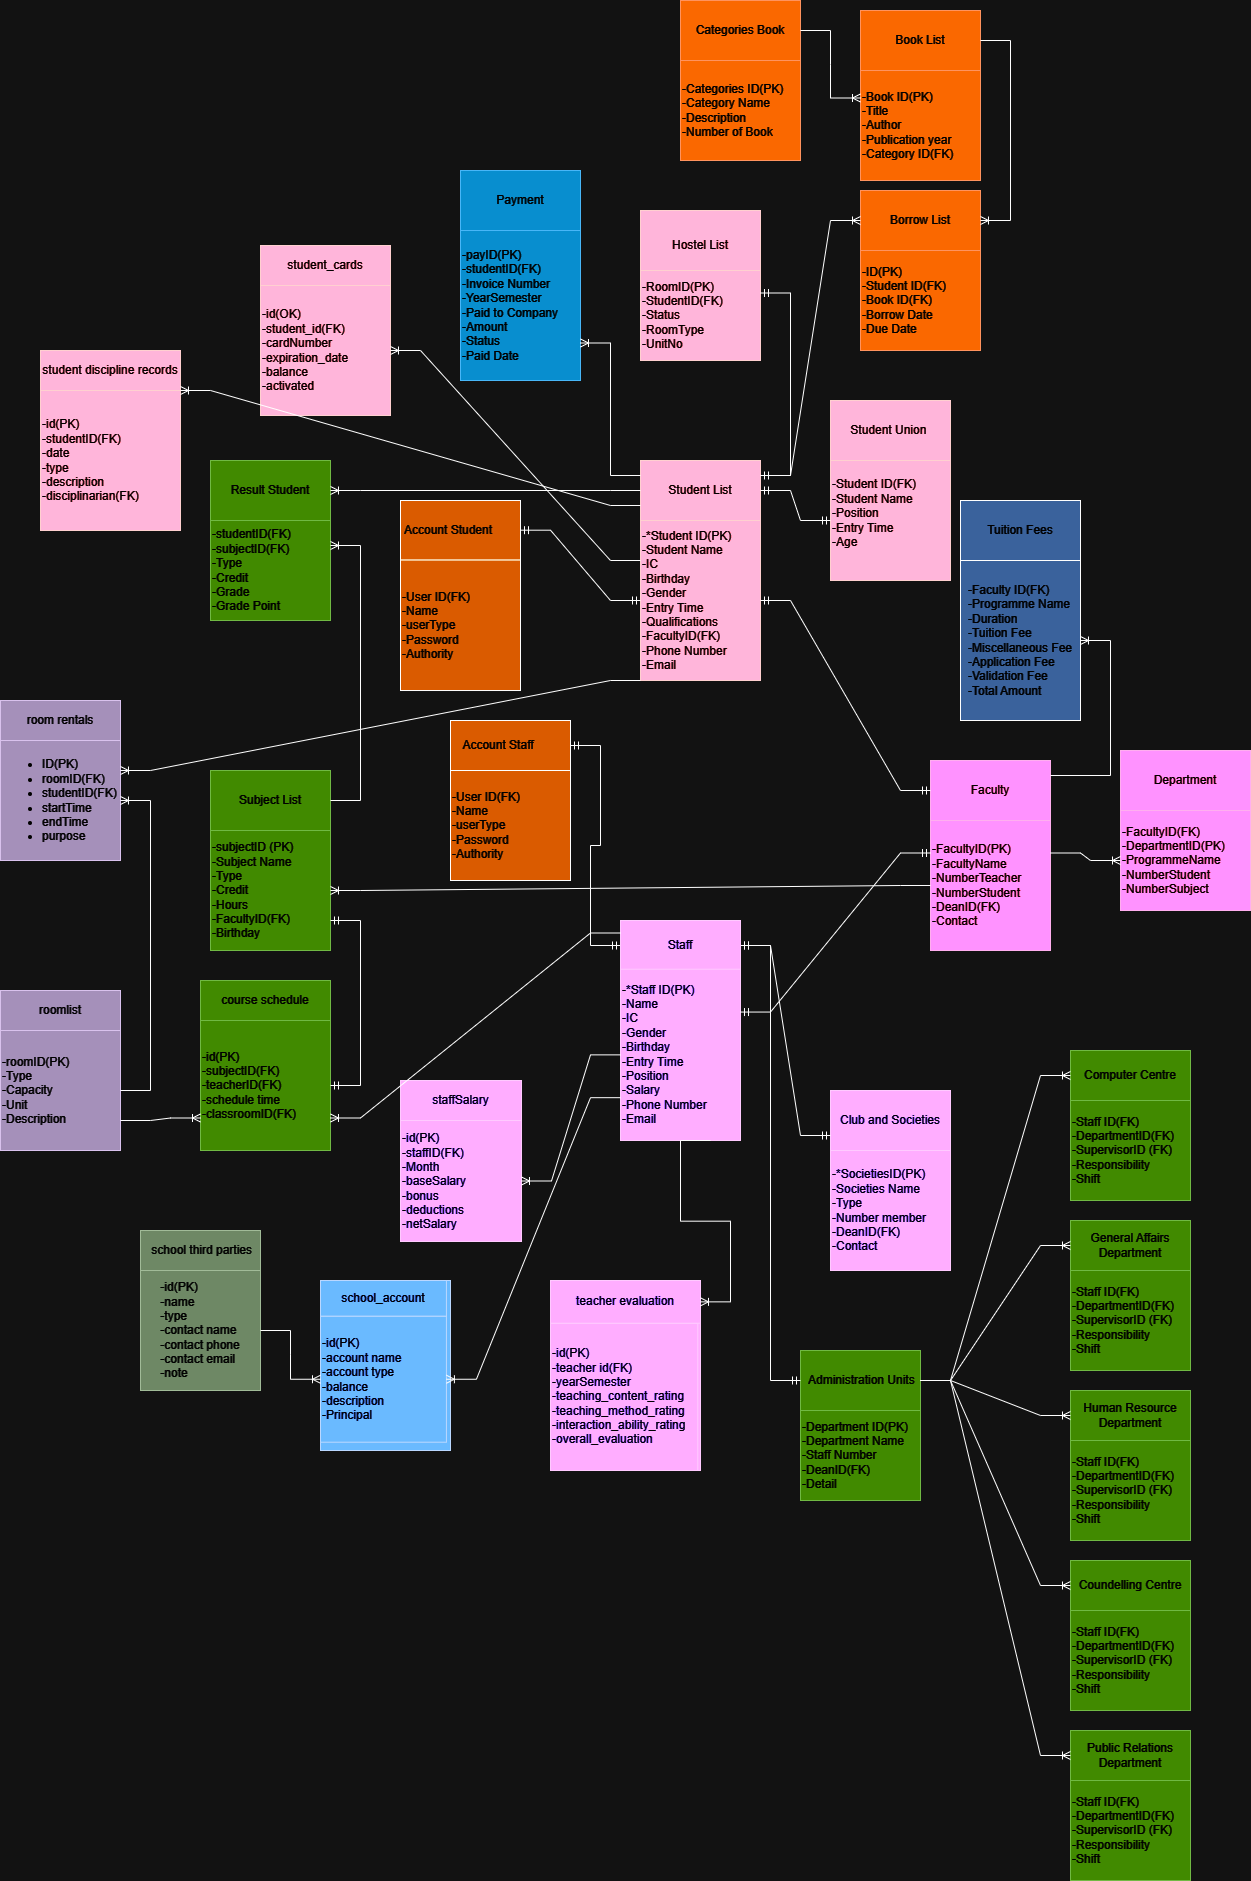 Categories Book
-Categories ID(PK)
-Category Name
-Description
-Number of Book
Book List
-Book ID(PK)
-Title
-Author
-Publication year
-Category ID(FK)
Payment
-payID(PK)
-studentID(FK)
-Invoice Number
-YearSemester
-Paid to Company
-Amount
-Status
-Paid Date
Hostel List
-RoomID(PK)
-StudentID(FK)
-Status
-RoomType
-UnitNo
Borrow List
-ID(PK)
-Student ID(FK)
-Book ID(FK)
-Borrow Date
-Due Date
student_cards
-id(OK)
-student_id(FK)
-cardNumber
-expiration_date
-balance
-activated
student discipline records
-id(PK)
-studentID(FK)
-date
-type
-description
-disciplinarian(FK)
Student Union
-Student ID(FK)
-Student Name
-Position
-Entry Time
-Age
Result Student
-studentID(FK)
-subjectID(FK)
-Type
-Credit
-Grade
-Grade Point
Account Student
-User ID(FK)
-Name
-userType
-Password
-Authority
Student List
-*Student ID(PK)
-Student Name
-IC
-Birthday
-Gender
-Entry Time
-Qualifications
-FacultyID(FK)
-Phone Number
-Email
Tuition Fees
-Faculty ID(FK)
-Programme Name
-Duration
-Tuition Fee
-Miscellaneous Fee
-Application Fee
-Validation Fee
-Total Amount
room rentals
• ID(PK)
• roomID(FK)
• studentID(FK)
• startTime
• endTime
• purpose
Account Staff
-User ID(FK)
-Name
-userType
-Password
-Authority
Subject List
-subjectID (PK)
-Subject Name
-Type
-Credit
-Hours
-FacultyID(FK)
-Birthday
Faculty
-FacultyID(PK)
-FacultyName
-NumberTeacher
-NumberStudent
-DeanID(FK)
-Contact
Department
-FacultyID(FK)
-DepartmentID(PK)
-ProgrammeName
-NumberStudent
-NumberSubject
Staff
-*Staff ID(PK)
-Name
-IC
-Gender
-Birthday
-Entry Time
-Position
-Salary
-Phone Number
-Email
roomlist
-roomID(PK)
-Type
-Capacity
-Unit
-Description
course schedule
-id(PK)
-subjectID(FK)
-teacherID(FK)
-schedule time
-classroomID(FK)
staffSalary
-id(PK)
-staffID(FK)
-Month
-baseSalary
-bonus
-deductions
-netSalary
Club and Societies
-*SocietiesID(PK)
-Societies Name
-Type
-Number member
-DeanID(FK)
-Contact
Computer Centre
-Staff ID(FK)
-DepartmentID(FK)
-SupervisorID (FK)
-Responsibility
-Shift
school third parties
-id(PK)
-name
-type
-contact name
-contact phone
-contact email
-note
school_account
-id(PK)
-account name
-account type
-balance
-description
-Principal
teacher evaluation
-id(PK)
-teacher id(FK)
-yearSemester
-teaching_content_rating
-teaching_method_rating
-interaction_ability_rating
-overall_evaluation
General Affairs
Department
-Staff ID(FK)
-DepartmentID(FK)
-SupervisorID (FK)
-Responsibility
-Shift
Administration Units
-Department ID(PK)
-Department Name
-Staff Number
-DeanID(FK)
-Detail
Human Resource
Department
-Staff ID(FK)
-DepartmentID(FK)
-SupervisorID (FK)
-Responsibility
-Shift
Coundelling Centre
-Staff ID(FK)
-DepartmentID(FK)
-SupervisorID (FK)
-Responsibility
-Shift
Public Relations
Department
-Staff ID(FK)
-DepartmentID(FK)
-SupervisorID (FK)
-Responsibility
-Shift